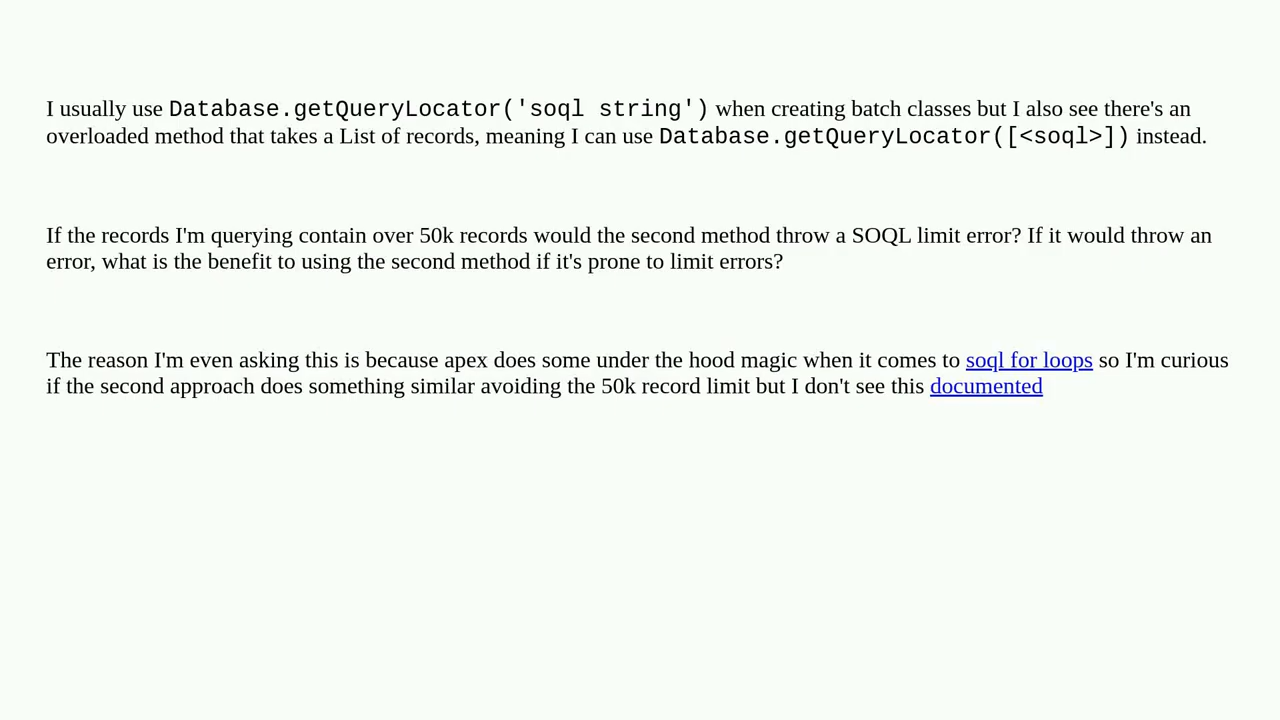 I usually use Database.getQueryLocator('soql string') when creating batch classes but I also see there's an
overloaded method that takes a List of records, meaning I can use Database.getQueryLocator([<soql>]) instead.
If the records I'm querying contain over 50k records would the second method throw a SOQL limit error? If it would throw an
error, what is the benefit to using the second method if it's prone to limit errors?
The reason I'm even asking this is because apex does some under the hood magic when it comes to soql for loops so I'm curious
if the second approach does something similar avoiding the 50k record limit but I don't see this documented